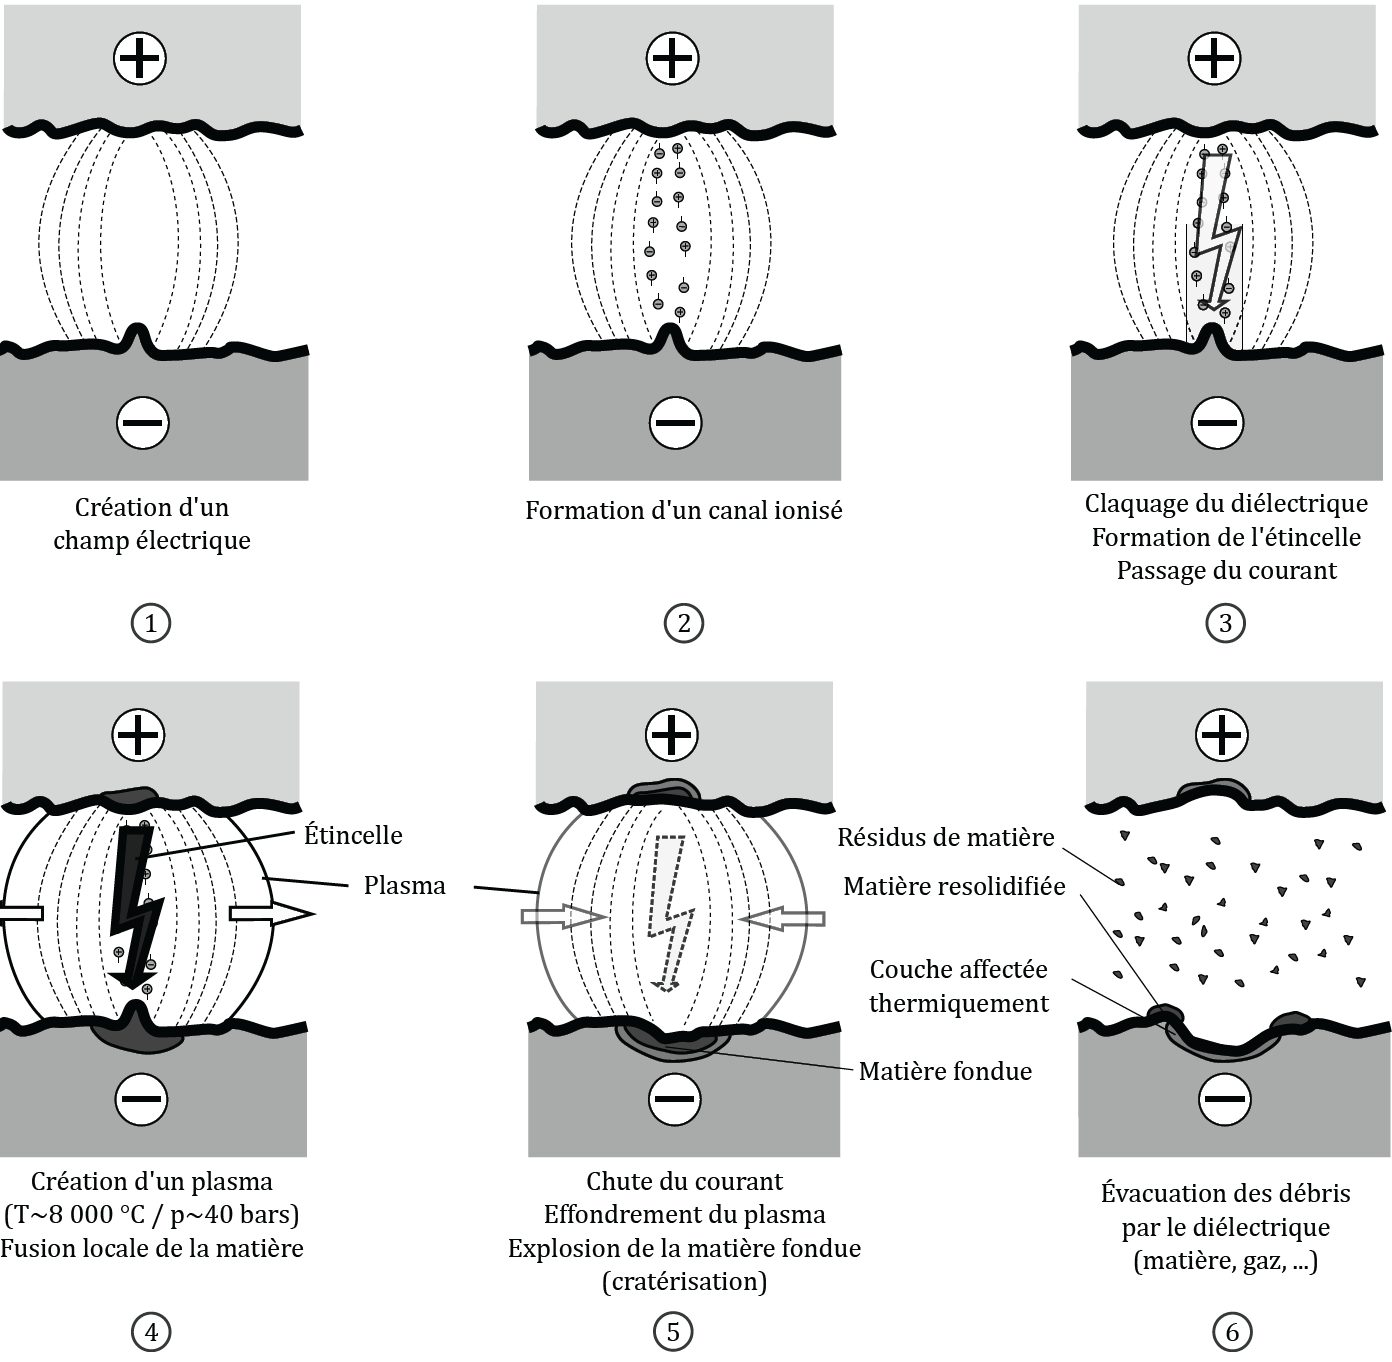 Création d'un
champ électrique
1
Formation d'un canal ionisé
2
Claquage du diélectrique
Formation de l'étincelle
Passage du courant
3
Étincelle
Plasma
Création d'un plasma
(T~8 000 °C / p~40 bars)
Fusion locale de la matière
4
Matière fondue
Chute du courant
Effondrement du plasma
Explosion de la matière fondue
(cratérisation)
5
Résidus de matière
Matière resolidifiée
Couche affectée
thermiquement
Évacuation des débris
par le diélectrique
(matière, gaz, ...)
6